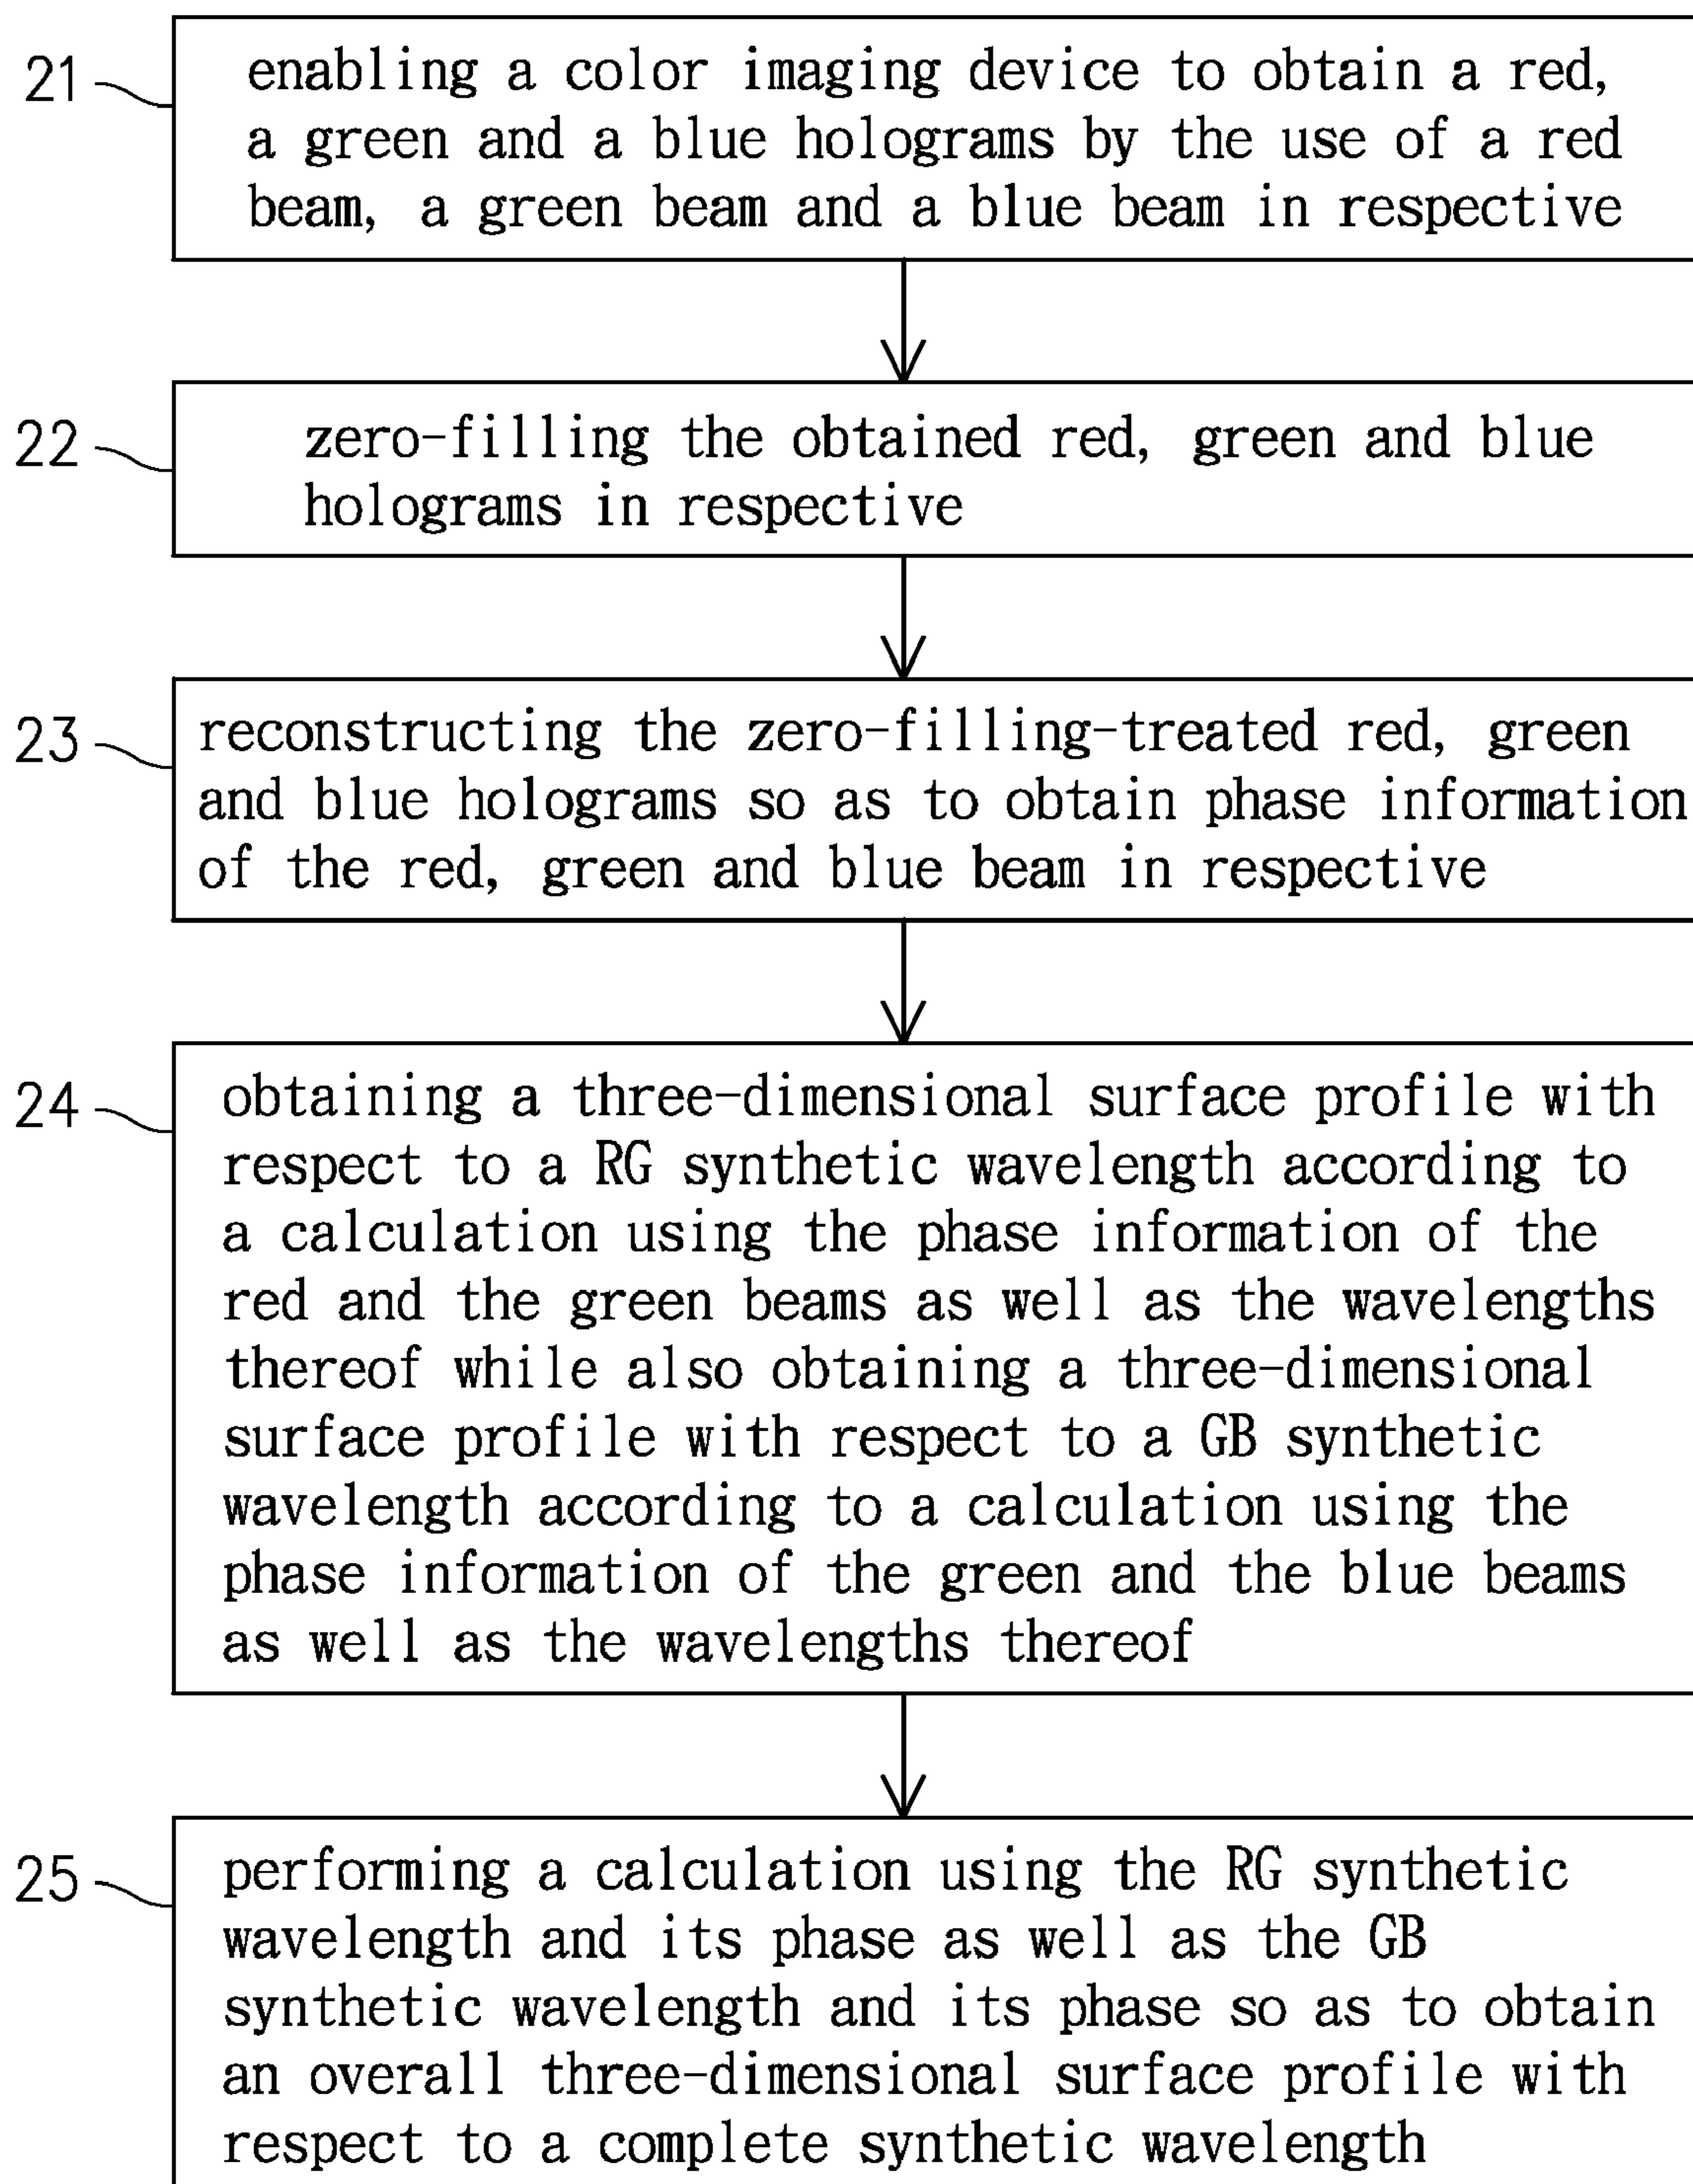 21
enabling a color imaging device to obtain a red,
a green and a blue holograms by the use of a red
beam, a green beam and a blue beam in respective
22
zero-filling the obtained red, green and blue
holograms in respective
23
reconstructing the zero-filling-treated red, green
and blue holograms so as to obtain phase information
of the red, green and blue beam in respective
24
obtaining a three-dimensional surface profile with
respect to a RG synthetic wavelength according to
a calculation using the phase information of the
red and the green beams as well as the wavelengths
thereof while also obtaining a three-dimensional
surface profile with respect to a GB synthetic
wavelength according to a calculation using the
phase information of the green and the blue beams
as well as the wavelengths thereof
25
performing a calculation using the RG synthetic
wavelength and its phase as well as the GB
synthetic wavelength and its phase so as to obtain
an overall three-dimensional surface profile with
respect to a complete synthetic wavelength